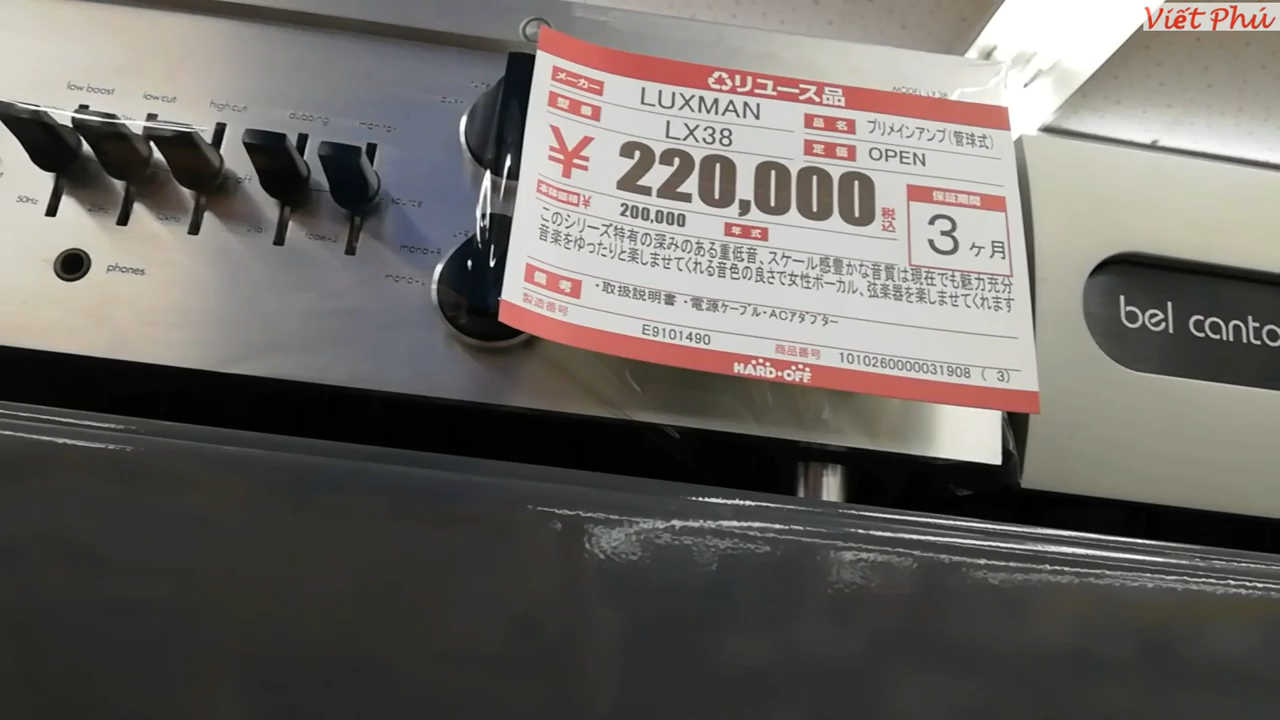 Viết Phú
low boost
low cut
high cut
dubbing
monitor
off
source
50Hz
mono-R
mono-L
phones
リユース品
メーカー LUXMAN
型番 LX38
品名 プリメインアンプ(管球式)
定価 OPEN
¥ 220,000 税込
本体価格¥ 200,000
年式
保証期間
3ヶ月
このシリーズ特有の深みのある重低音、スケール感豊かな音質は現在でも魅力充分
音楽をゆったりと楽しませてくれる音色の良さで女性ボーカル、弦楽器を楽しませてくれます
備考 ・取扱説明書・電源ケーブル・ACアダプター
製造番号 E9101490
商品番号 1010260000031908 ( 3)
HARD・OFF
bel canto